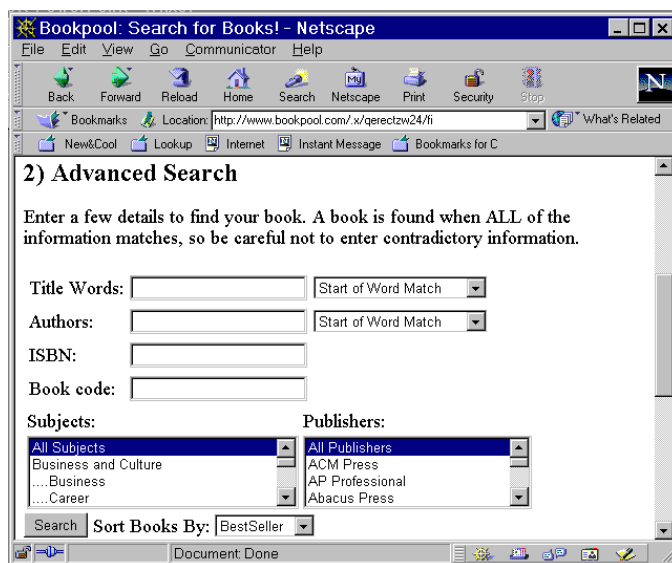 Bookpool: Search for Books! - Netscape
File Edit View Go Communicator Help
Back Forward Reload Home Search Netscape Print Security Stop
My
N
Bookmarks Location: http://www.bookpool.com/.x/qerectzw24/fi What's Related
New&Cool Lookup Internet Instant Message Bookmarks for C
2) Advanced Search
Enter a few details to find your book. A book is found when ALL of the
information matches, so be careful not to enter contradictory information.
Title Words: Start of Word Match
Authors: Start of Word Match
ISBN:
Book code:
Subjects: Publishers:
All Subjects All Publishers
Business and Culture ACM Press
....Business AP Professional
....Career Abacus Press
Search Sort Books By: BestSeller
Document: Done